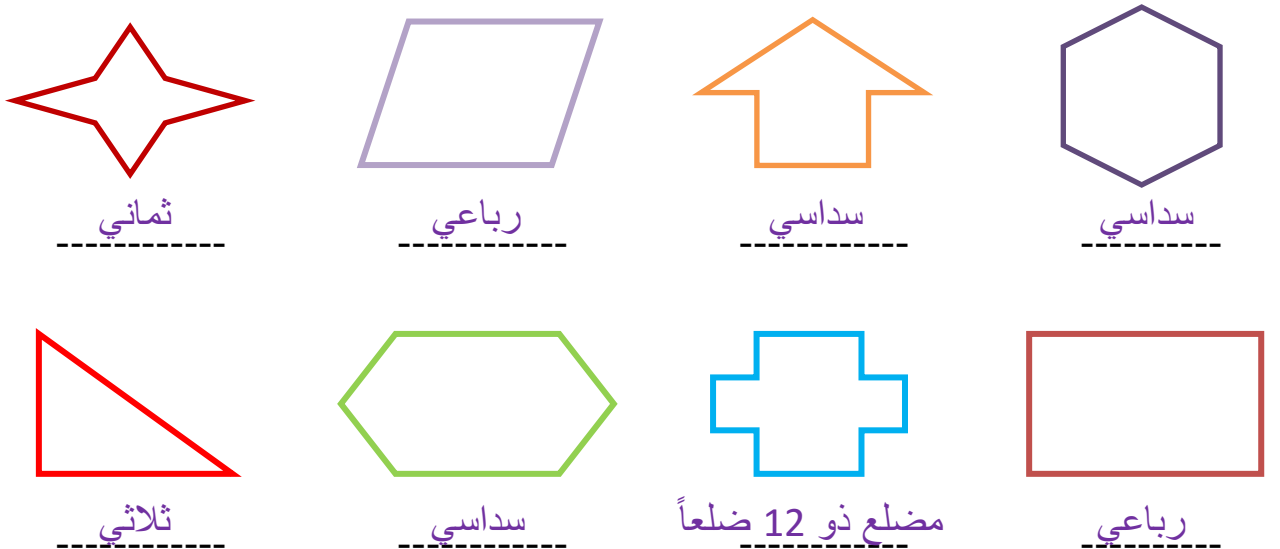 سداسي
سداسي
رباعي
ثماني
رباعي
مضلع ذو 12 ضلعاً
سداسي
ثلاثي